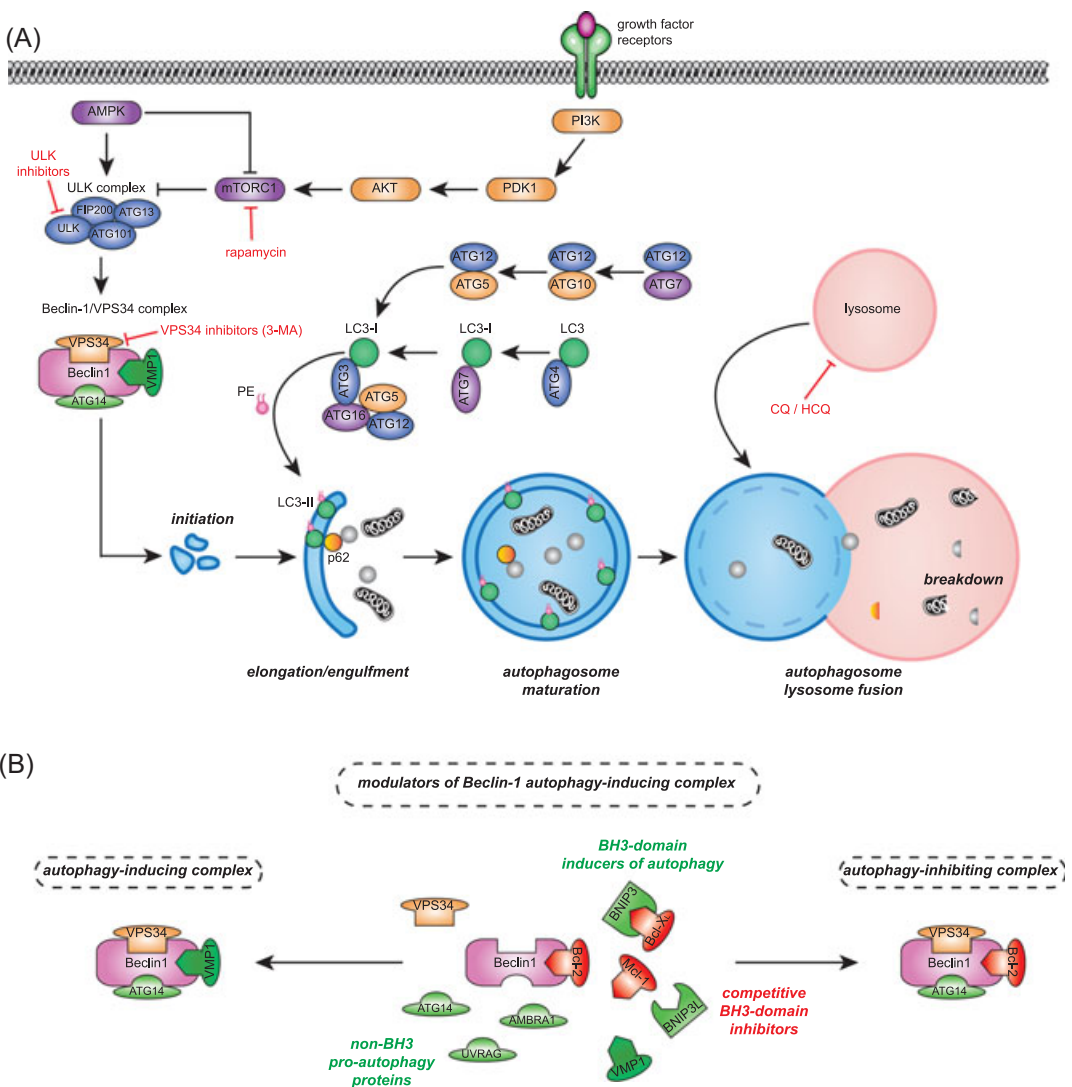 (A)
growth factor
receptors
AMPK
PI3K
ULK
inhibitors
ULK complex
mTORC1
AKT
PDK1
FIP200
ATG13
ULK
ATG101
rapamycin
ATG12
ATG5
ATG12
ATG10
ATG12
ATG7
Beclin-1/VPS34 complex
VPS34 inhibitors (3-MA)
VPS34
Beclin1
VMP1
ATG14
LC3-I
LC3-I
LC3
ATG3
ATG7
ATG4
PE
ATG5
ATG16
ATG12
lysosome
CQ / HCQ
LC3-II
initiation
p62
breakdown
elongation/engulfment
autophagosome
maturation
autophagosome
lysosome fusion
(B)
modulators of Beclin-1 autophagy-inducing complex
autophagy-inducing complex
BH3-domain
inducers of autophagy
autophagy-inhibiting complex
VPS34
Beclin1
VMP1
ATG14
VPS34
Beclin1
Bcl-2
BNIP3
Bcl-XL
Mcl-1
BNIP3L
VMP1
ATG14
AMBRA1
UVRAG
non-BH3
pro-autophagy
proteins
competitive
BH3-domain
inhibitors
VPS34
Beclin1
Bcl-2
ATG14